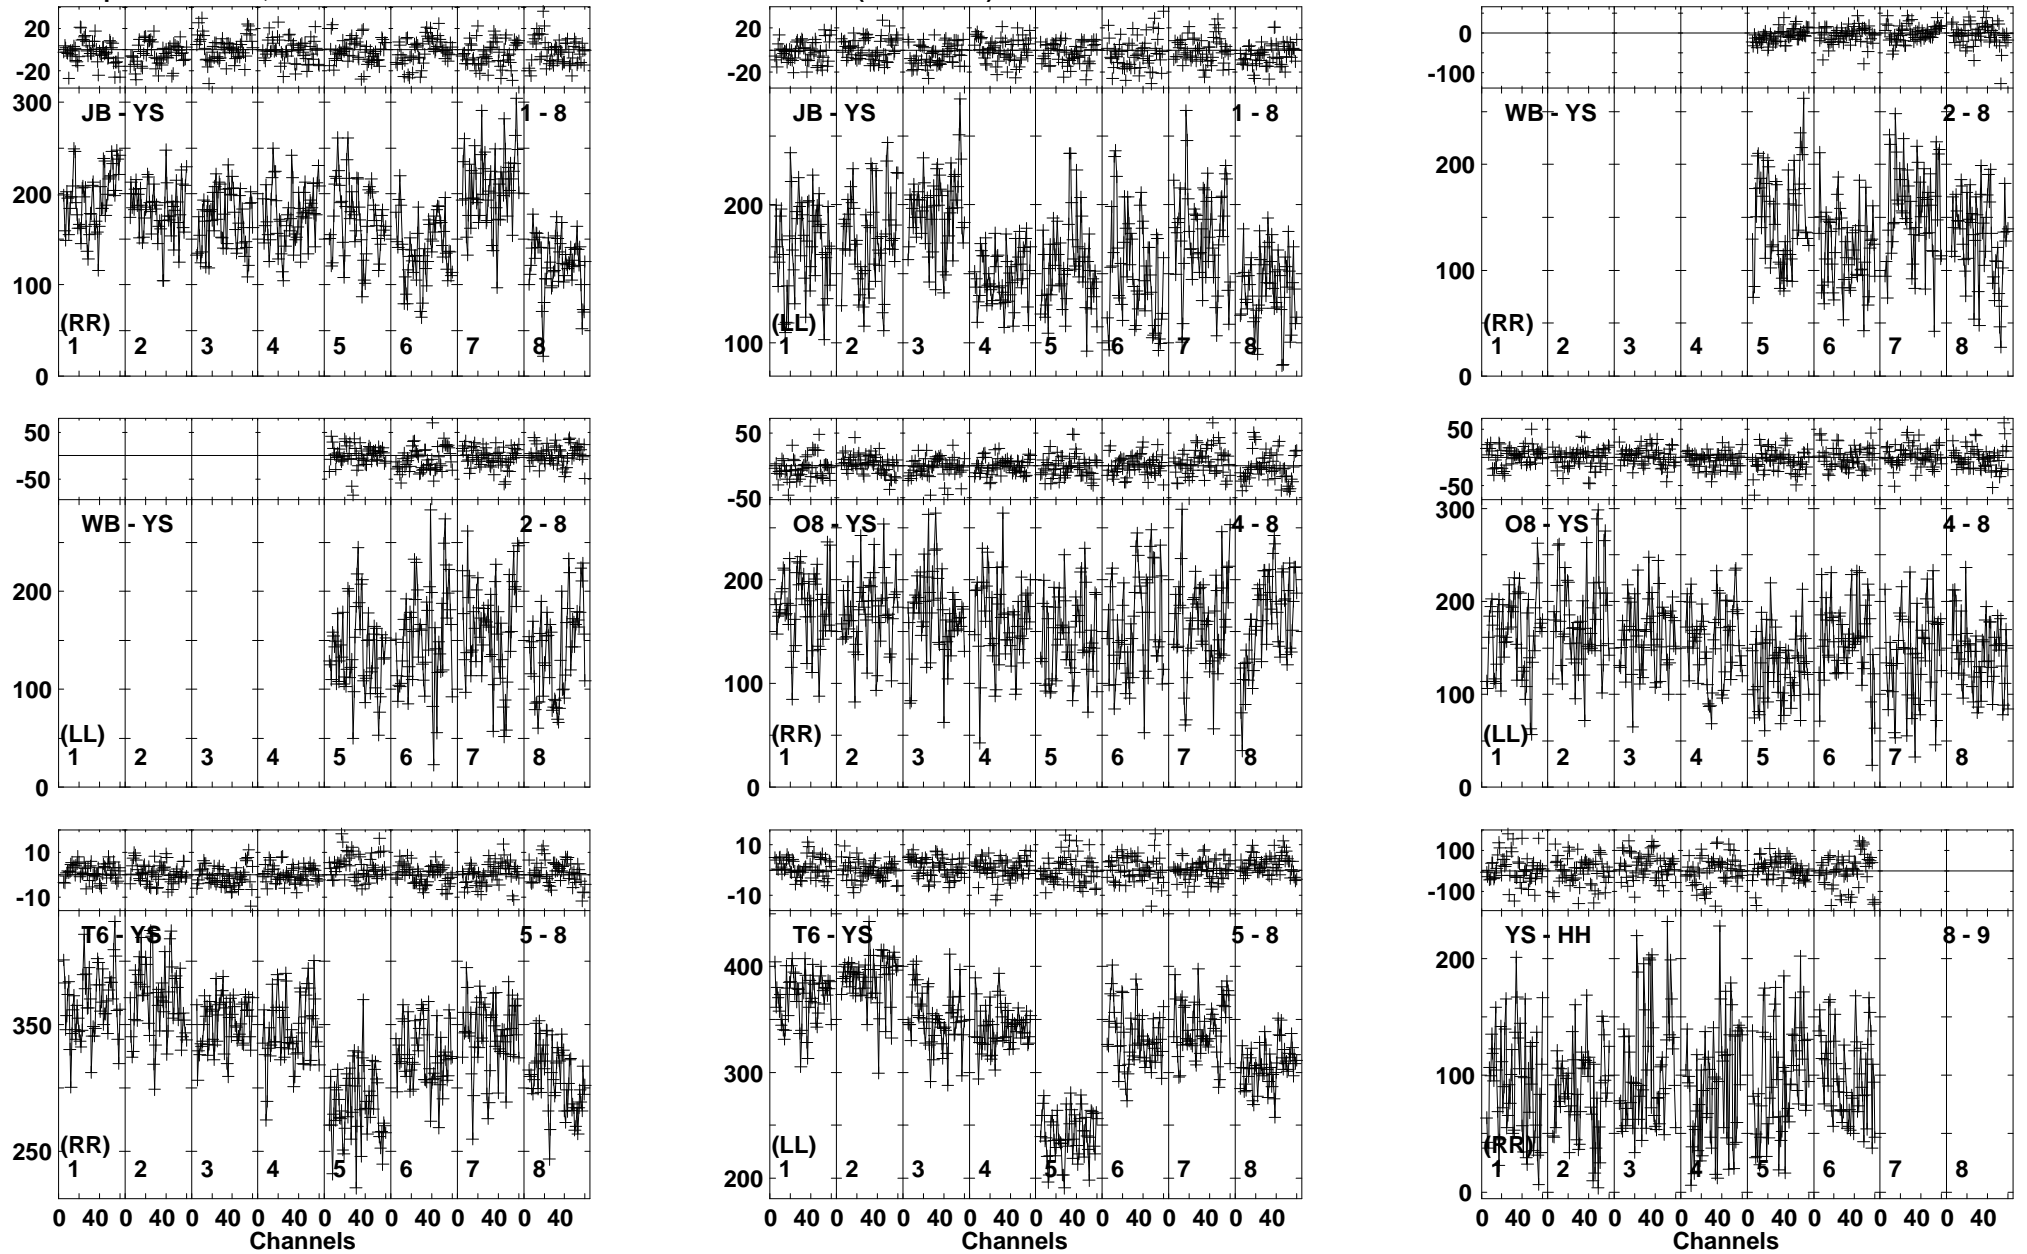 20 20 0
-20 -20 -100
300 JB - YS 1 - 8 JB - YS 1 - 8 WB - YS 2 - 8
200 200 200
100 100
(RR) (LL) (RR)
1 2 3 4 5 6 7 8 100 1 2 3 4 5 6 7 8 1 2 3 4 5 6 7 8
0 0
50 50 50
-50 -50 -50
WB - YS 2 - 8 O8 - YS 4 - 8 300 O8 - YS 4 - 8
200 200 200
100 100 100
(LL) (RR) (LL)
1 2 3 4 5 6 7 8 1 2 3 4 5 6 7 8 1 2 3 4 5 6 7 8
0 0 0
10 10 100
-10 -10 -100
T6 - YS 5 - 8 T6 - YS 5 - 8 YS - HH 8 - 9
400 200
350
300 100
250 (RR) (LL) (RR)
1 2 3 4 5 6 7 8 200 1 2 3 4 5 6 7 8 1 2 3 4 5 6 7 8
0
0 40 0 40 0 40 0 40 0 40 0 40 0 40 0 40 0 40 0 40 0 40 0 40 0 40 0 40 0 40 0 40 0 40 0 40 0 40 0 40 0 40 0 40 0 40 0 40
Channels Channels Channels